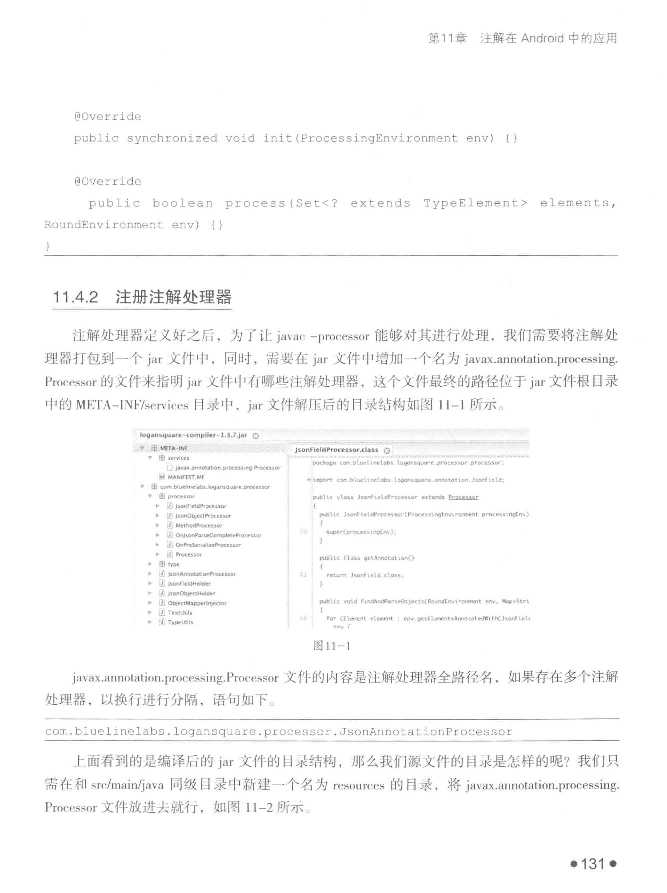 第11章 注解在 Android 中的应用
@Override
public synchronized void init(ProcessingEnvironment env) {}
@Override
public boolean process(Set<? extends TypeElement> elements,
RoundEnvironment env) {}
}
11.4.2 注册注解处理器
注解处理器定义好之后，为了让 javac -processor 能够对其进行处理，我们需要将注解处
理器打包到一个 jar 文件中，同时，需要在 jar 文件中增加一个名为 javax.annotation.processing.
Processor 的文件来指明 jar 文件中有哪些注解处理器，这个文件最终的路径位于 jar 文件根目录
中的 META-INF/services 目录中，jar 文件解压后的目录结构如图 11-1 所示。
logansquare-compiler-1.3.7.jar
META-INF
services
javax.annotation.processing.Processor
MANIFEST.MF
com.bluelinelabs.logansquare.processor
processor
JsonFieldProcessor
JsonObjectProcessor
MethodProcessor
OnJsonParseCompleteProcessor
OnPreSerializeProcessor
Processor
type
JsonAnnotationProcessor
JsonFieldHolder
JsonObjectHolder
ObjectMapperInjector
TextUtils
TypeUtils
JsonFieldProcessor.class
package com.bluelinelabs.logansquare.processor.processor;
import com.bluelinelabs.logansquare.annotation.JsonField;
public class JsonFieldProcessor extends Processor
{
public JsonFieldProcessor(ProcessingEnvironment processingEnv)
{
super(processingEnv);
}
public Class getAnnotation()
{
return JsonField.class;
}
public void findAndParseObjects(RoundEnvironment env, Map<Stri
{
for (Element element : env.getElementsAnnotatedWith(JsonField
try {
图11-1
javax.annotation.processing.Processor 文件的内容是注解处理器全路径名，如果存在多个注解
处理器，以换行进行分隔，语句如下。
com.bluelinelabs.logansquare.processor.JsonAnnotationProcessor
上面看到的是编译后的 jar 文件的目录结构，那么我们源文件的目录是怎样的呢？我们只
需在和 src/main/java 同级目录中新建一个名为 resources 的目录，将 javax.annotation.processing.
Processor 文件放进去就行，如图 11-2 所示。
●131●